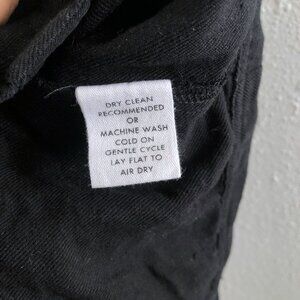 DRY CLEAN
RECOMMENDED
OR
MACHINE WASH
COLD ON
GENTLE CYCLE
LAY FLAT TO
AIR DRY